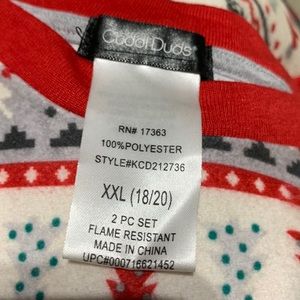 Cuddl Duds
RN# 17363
100%POLYESTER
STYLE#KCD212736
XXL (18/20)
2 PC SET
FLAME RESISTANT
MADE IN CHINA
UPC#000716621452